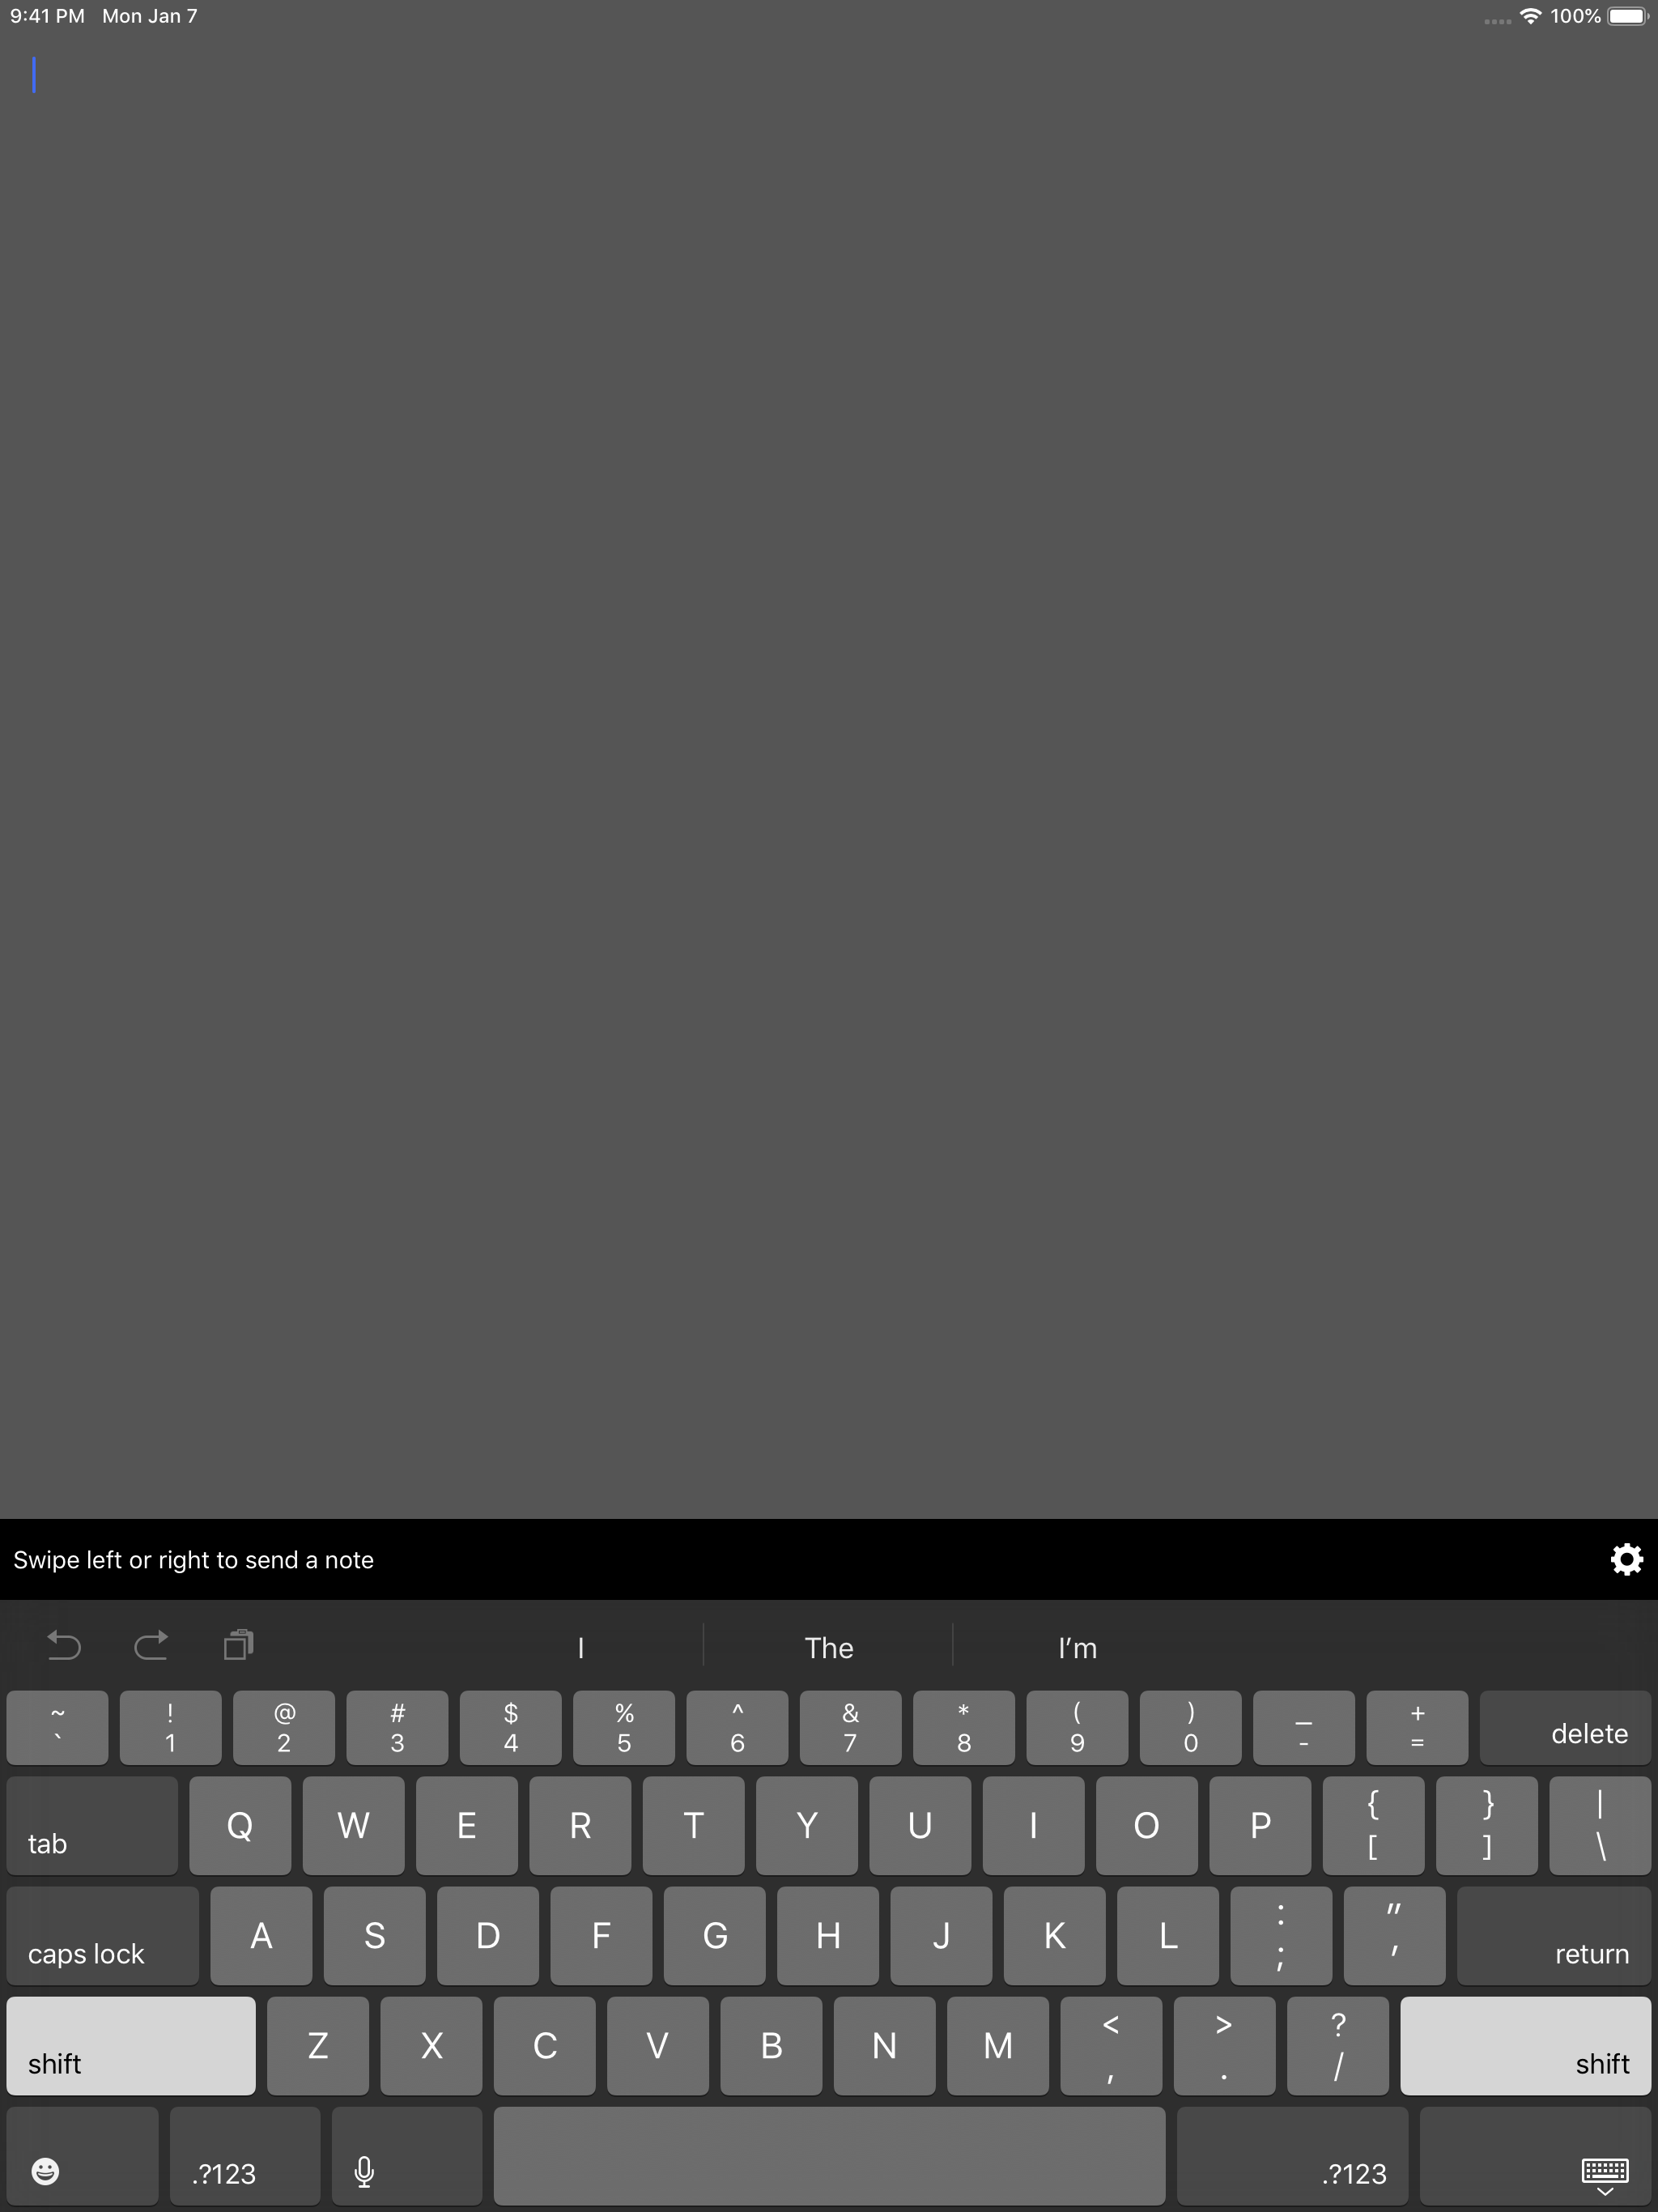 9:41 PM Mon Jan 7 100%
Swipe left or right to send a note
I The I’m
~ ! @ # $ % ^ & * ( ) _ +
` 1 2 3 4 5 6 7 8 9 0 - = delete
{ } |
tab Q W E R T Y U I O P [ ] \
: "
caps lock A S D F G H J K L ; ' return
< > ?
shift Z X C V B N M , . / shift
.?123 .?123